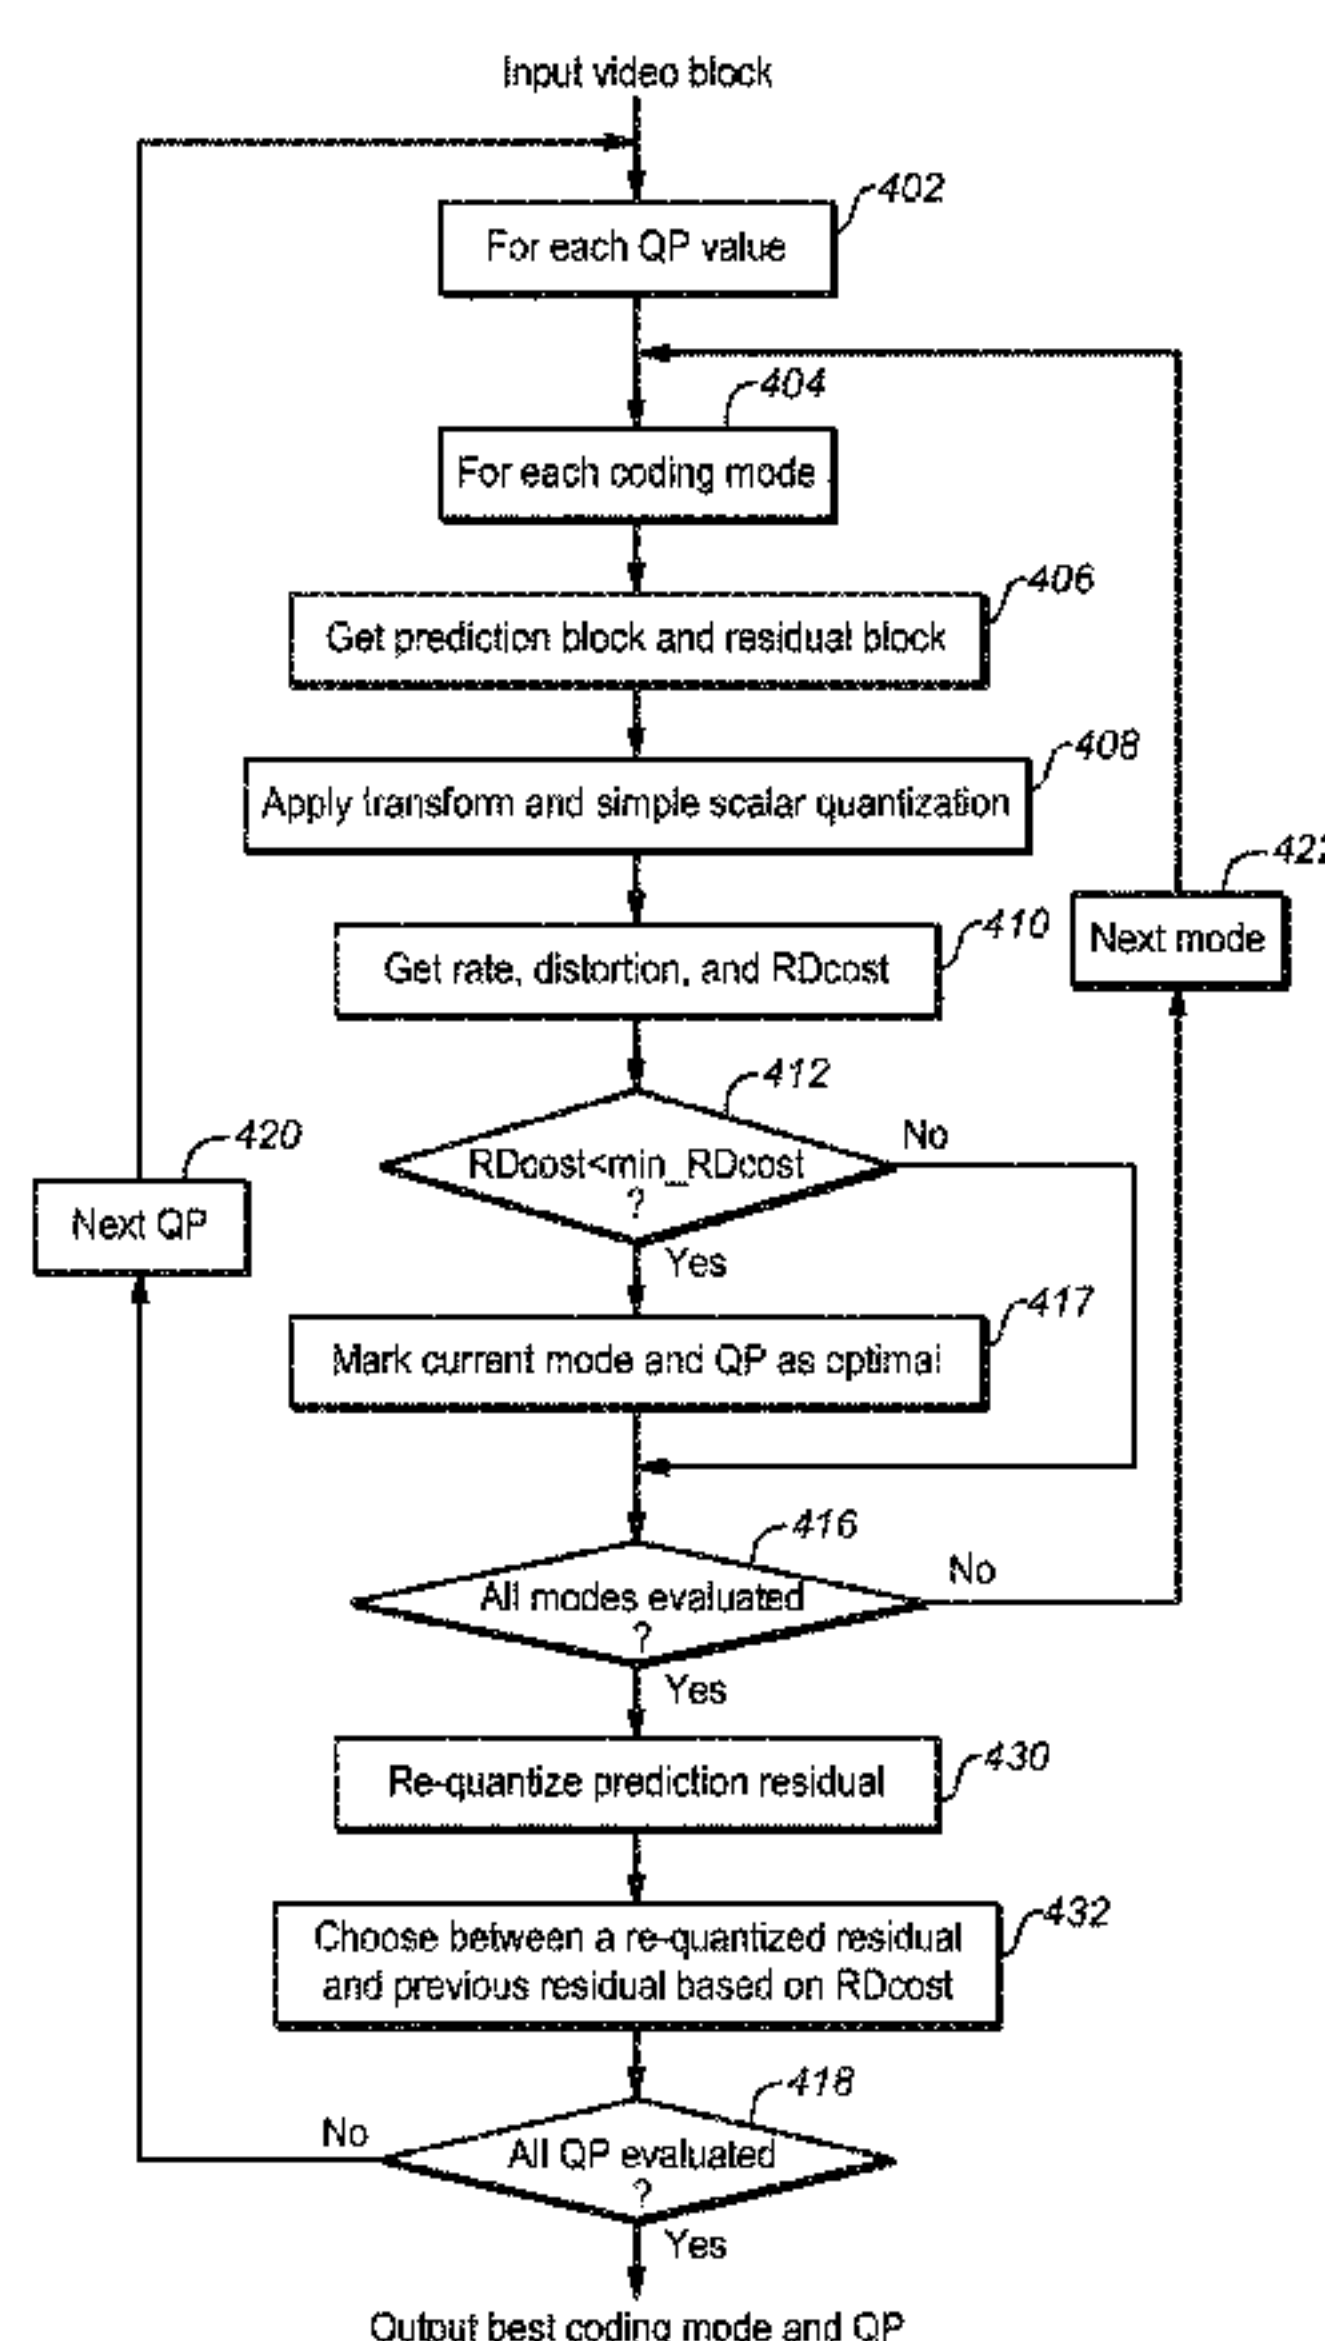 Input video block
402
For each QP value
404
For each coding mode
406
Get prediction block and residual block
408
Apply transform and simple scalar quantization
422
410
Next mode
Get rate, distortion, and RDcost
412
No
RDcost<min_RDcost
?
420
Next QP
Yes
417
Mark current mode and QP as optimal
416
No
All modes evaluated
?
Yes
430
Re-quantize prediction residual
432
Choose between a re-quantized residual
and previous residual based on RDcost
418
No
All QP evaluated
?
Yes
Output best coding mode and QP